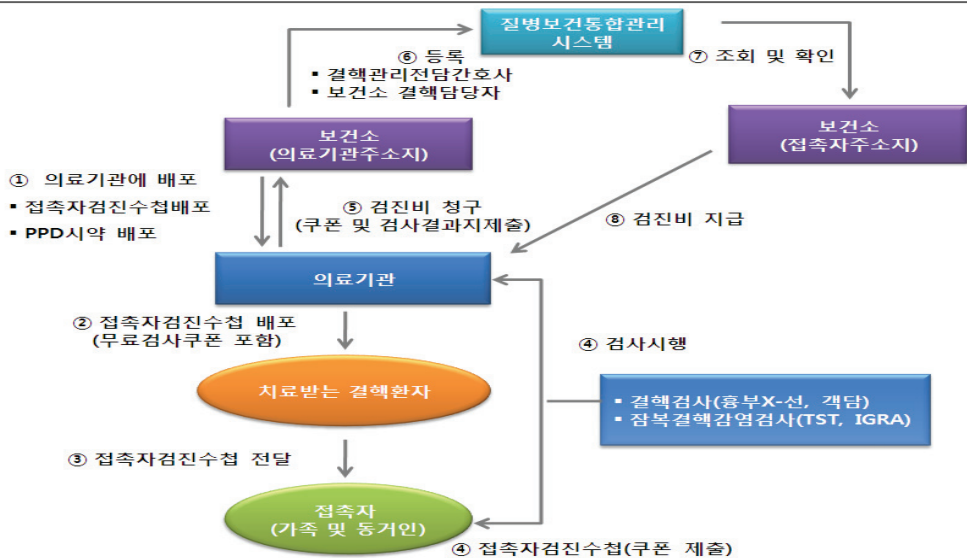 질병보건통합관리
시스템
⑥ 등록
▪ 결핵관리전담간호사
▪ 보건소 결핵담당자
⑦ 조회 및 확인
보건소
(의료기관주소지)
보건소
(접촉자주소지)
① 의료기관에 배포
▪ 접촉자검진수첩배포
▪ PPD시약 배포
⑤ 검진비 청구
(쿠폰 및 검사결과지제출)
⑧ 검진비 지급
의료기관
② 접촉자검진수첩 배포
(무료검사쿠폰 포함)
④ 검사시행
치료받는 결핵환자
▪ 결핵검사(흉부X-선, 객담)
▪ 잠복결핵감염검사(TST, IGRA)
③ 접촉자검진수첩 전달
접촉자
(가족 및 동거인)
④ 접촉자검진수첩(쿠폰 제출)